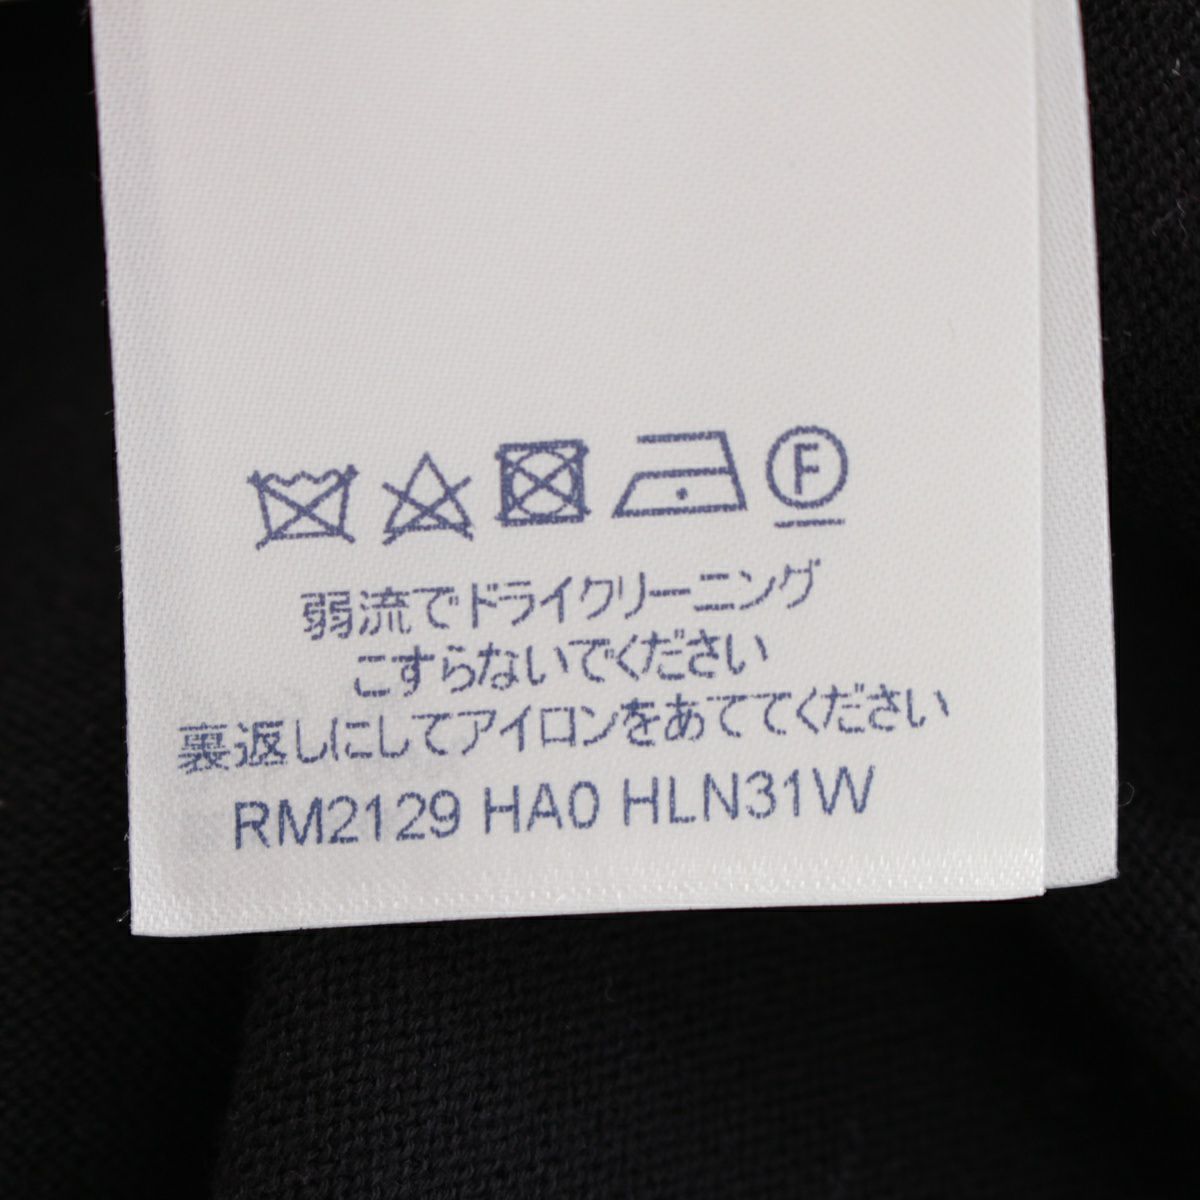 F
弱流でドライクリーニング
こすらないでください
裏返しにしてアイロンをあててください
RM2129 HA0 HLN31W